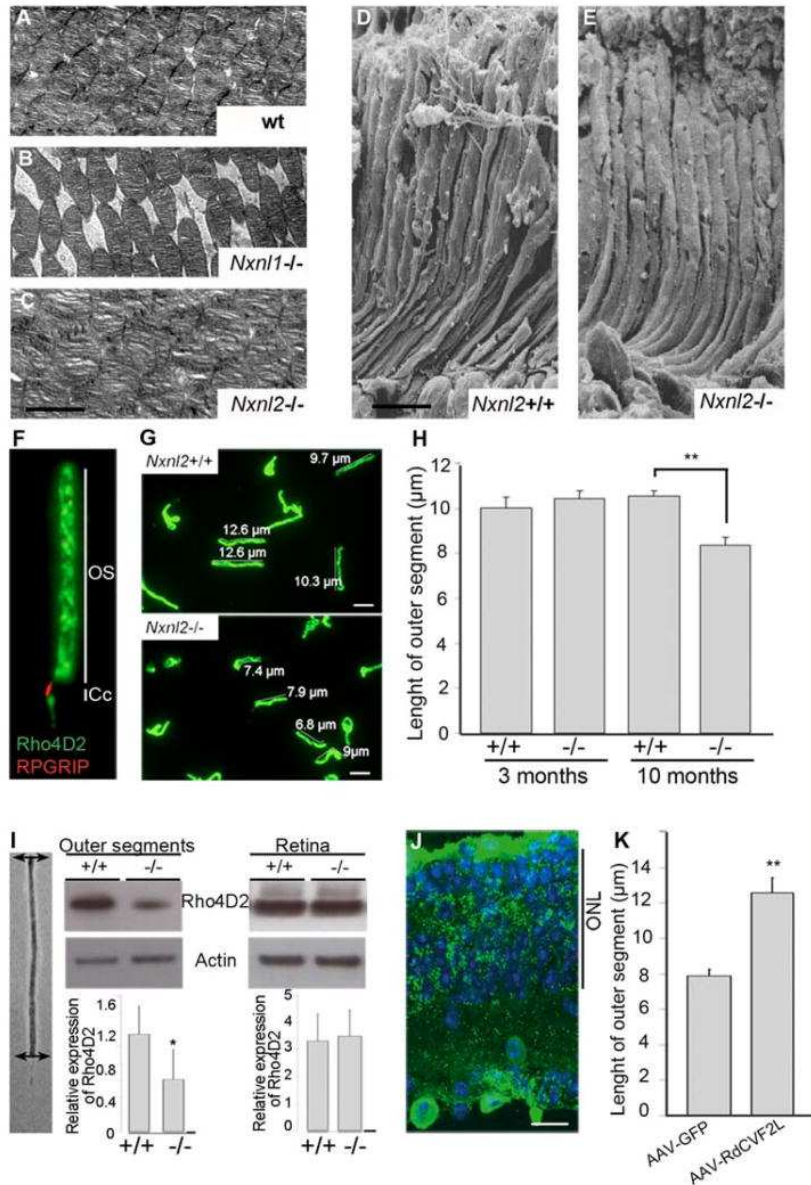 A
wt
B
Nxnl1-/-
C
Nxnl2-/-
D
Nxnl2+/+
E
Nxnl2-/-
F
OS
ICc
Rho4D2
RPGRIP
G
Nxnl2+/+
9.7 µm
12.6 µm
12.6 µm
10.3 µm
Nxnl2-/-
7.4 µm
7.9 µm
6.8 µm
9µm
H
**
Lenght of outer segment (µm)
12
10
8
6
4
2
0
+/+ -/- +/+ -/-
3 months 10 months
I
Outer segments
+/+ -/-
Retina
+/+ -/-
Rho4D2
Actin
Relative expression of Rho4D2
1.6
1.2
0.8
0.4
0
*
+/+ -/-
Relative expression of Rho4D2
5
4
3
2
1
0
+/+ -/-
J
ONL
K
**
Lenght of outer segment (µm)
16
12
8
4
0
AAV-GFP
AAV-RdCVF2L